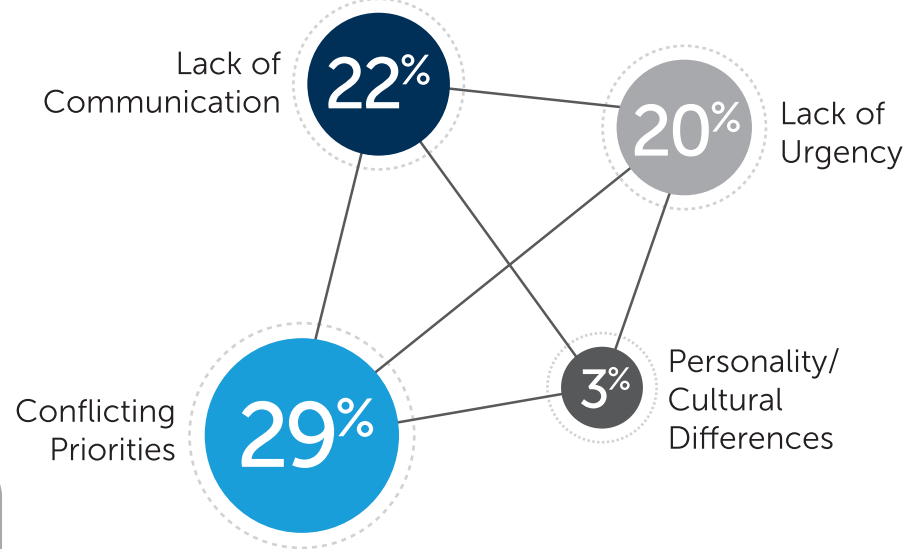 Lack of
Communication
22%
20%
Lack of
Urgency
Conflicting
Priorities
29%
3%
Personality/
Cultural
Differences